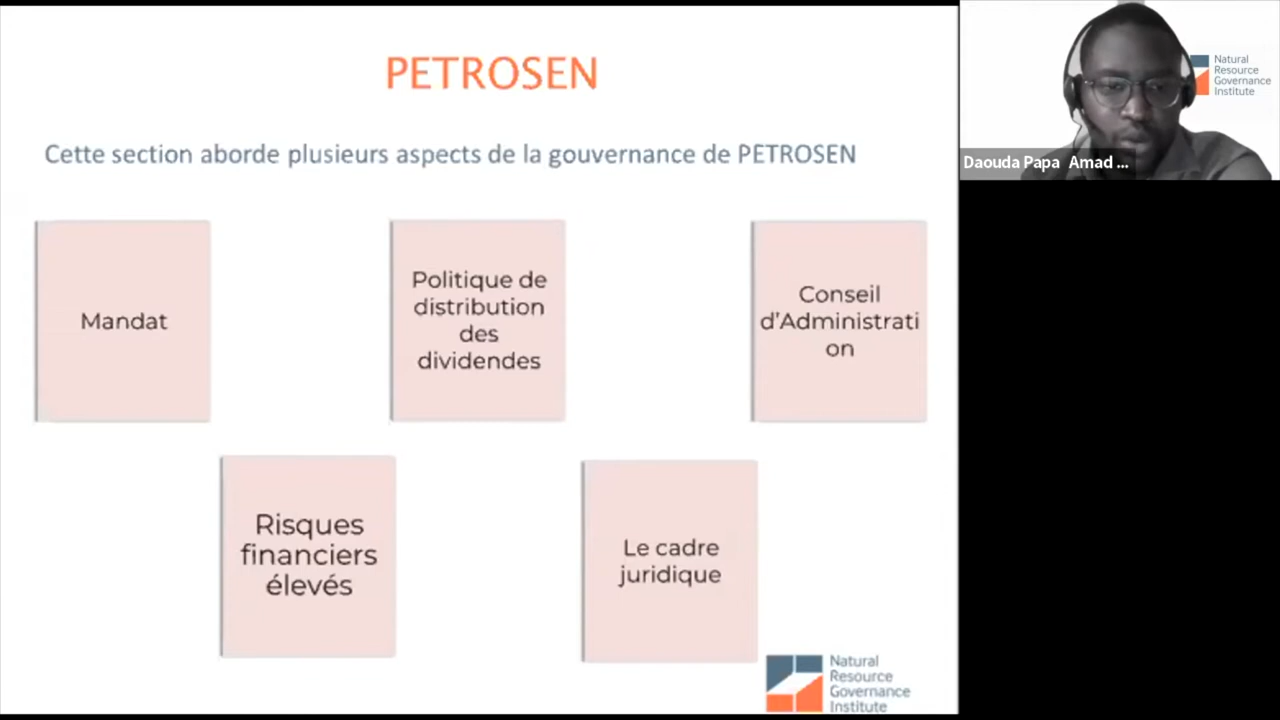 PETROSEN
Cette section aborde plusieurs aspects de la gouvernance de PETROSEN
Mandat
Politique de
distribution
des
dividendes
Conseil
d’Administrati
on
Risques
financiers
élevés
Le cadre
juridique
Natural
Resource
Governance
Institute
Natural
Resource
Governance
Institute
Daouda Papa Amad ...